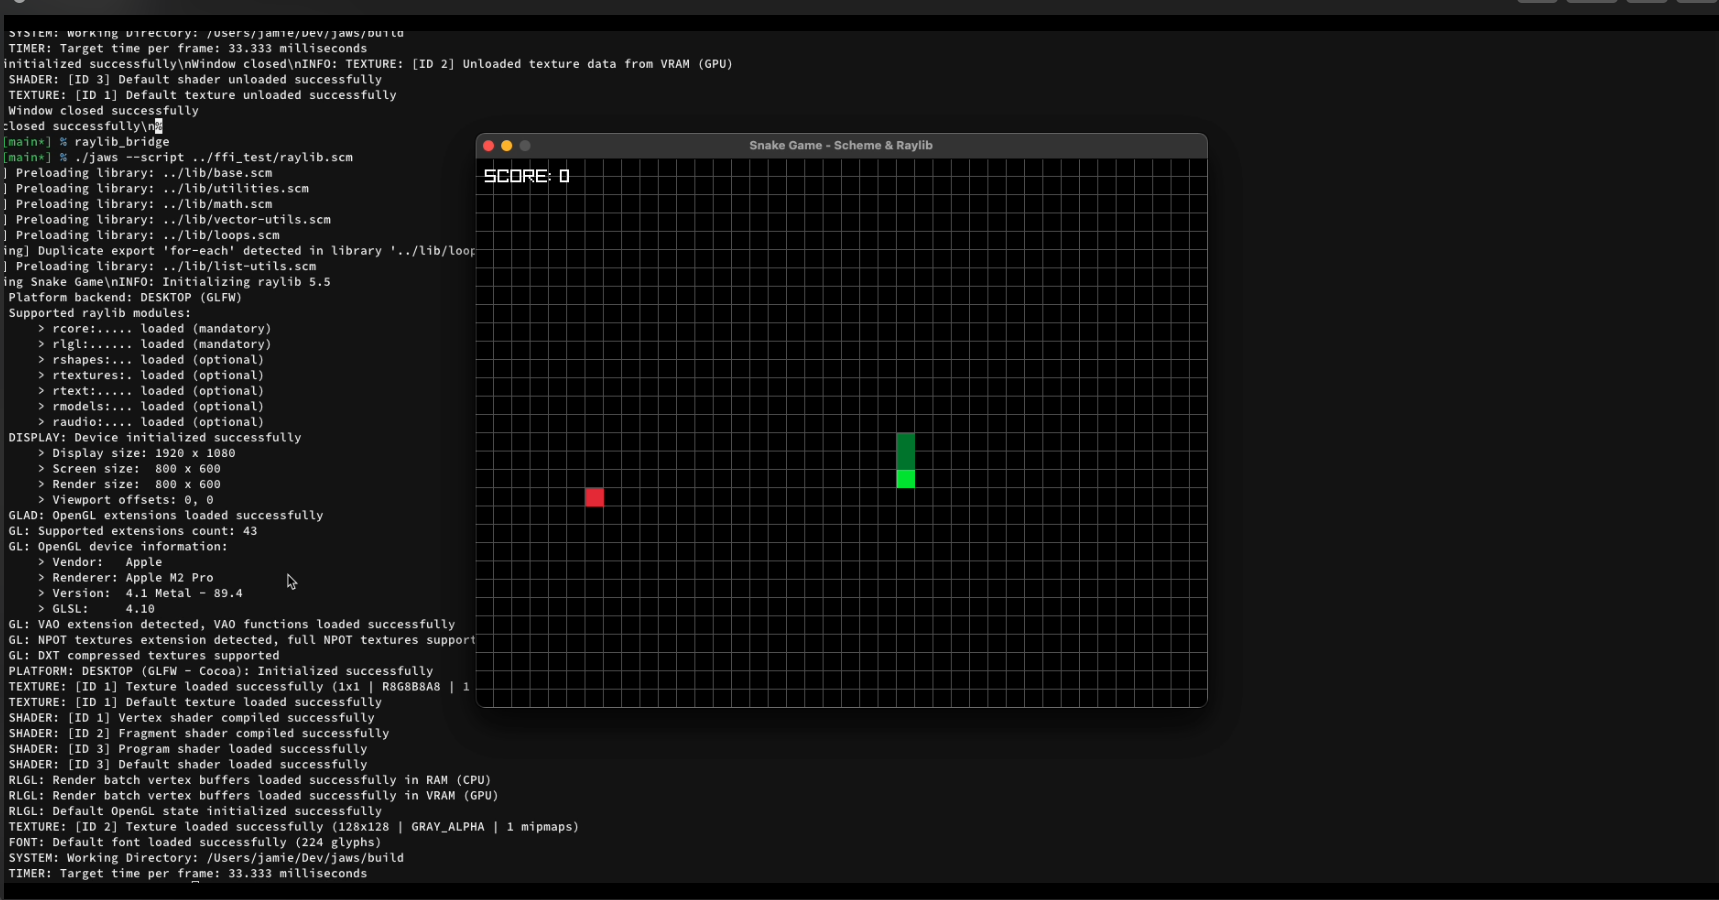 SYSTEM: Working Directory: /Users/jamie/Dev/jaws/build
TIMER: Target time per frame: 33.333 milliseconds
initialized successfully\nWindow closed\nINFO: TEXTURE: [ID 2] Unloaded texture data from VRAM (GPU)
SHADER: [ID 3] Default shader unloaded successfully
TEXTURE: [ID 1] Default texture unloaded successfully
Window closed successfully
closed successfully\n%
[main*] % raylib_bridge
[main*] % ./jaws --script ../ffi_test/raylib.scm
] Preloading library: ../lib/base.scm
] Preloading library: ../lib/utilities.scm
] Preloading library: ../lib/math.scm
] Preloading library: ../lib/vector-utils.scm
] Preloading library: ../lib/loops.scm
ing] Duplicate export 'for-each' detected in library '../lib/loop
] Preloading library: ../lib/list-utils.scm
ing Snake Game\nINFO: Initializing raylib 5.5
Platform backend: DESKTOP (GLFW)
Supported raylib modules:
> rcore:..... loaded (mandatory)
> rlgl:...... loaded (mandatory)
> rshapes:... loaded (optional)
> rtextures:. loaded (optional)
> rtext:..... loaded (optional)
> rmodels:... loaded (optional)
> raudio:.... loaded (optional)
DISPLAY: Device initialized successfully
> Display size: 1920 x 1080
> Screen size:  800 x 600
> Render size:  800 x 600
> Viewport offsets: 0, 0
GLAD: OpenGL extensions loaded successfully
GL: Supported extensions count: 43
GL: OpenGL device information:
> Vendor:   Apple
> Renderer: Apple M2 Pro
> Version:  4.1 Metal - 89.4
> GLSL:     4.10
GL: VAO extension detected, VAO functions loaded successfully
GL: NPOT textures extension detected, full NPOT textures support
GL: DXT compressed textures supported
PLATFORM: DESKTOP (GLFW - Cocoa): Initialized successfully
TEXTURE: [ID 1] Texture loaded successfully (1x1 | R8G8B8A8 | 1
TEXTURE: [ID 1] Default texture loaded successfully
SHADER: [ID 1] Vertex shader compiled successfully
SHADER: [ID 2] Fragment shader compiled successfully
SHADER: [ID 3] Program shader loaded successfully
SHADER: [ID 3] Default shader loaded successfully
RLGL: Render batch vertex buffers loaded successfully in RAM (CPU)
RLGL: Render batch vertex buffers loaded successfully in VRAM (GPU)
RLGL: Default OpenGL state initialized successfully
TEXTURE: [ID 2] Texture loaded successfully (128x128 | GRAY_ALPHA | 1 mipmaps)
FONT: Default font loaded successfully (224 glyphs)
SYSTEM: Working Directory: /Users/jamie/Dev/jaws/build
TIMER: Target time per frame: 33.333 milliseconds
Snake Game - Scheme & Raylib
SCORE: 0